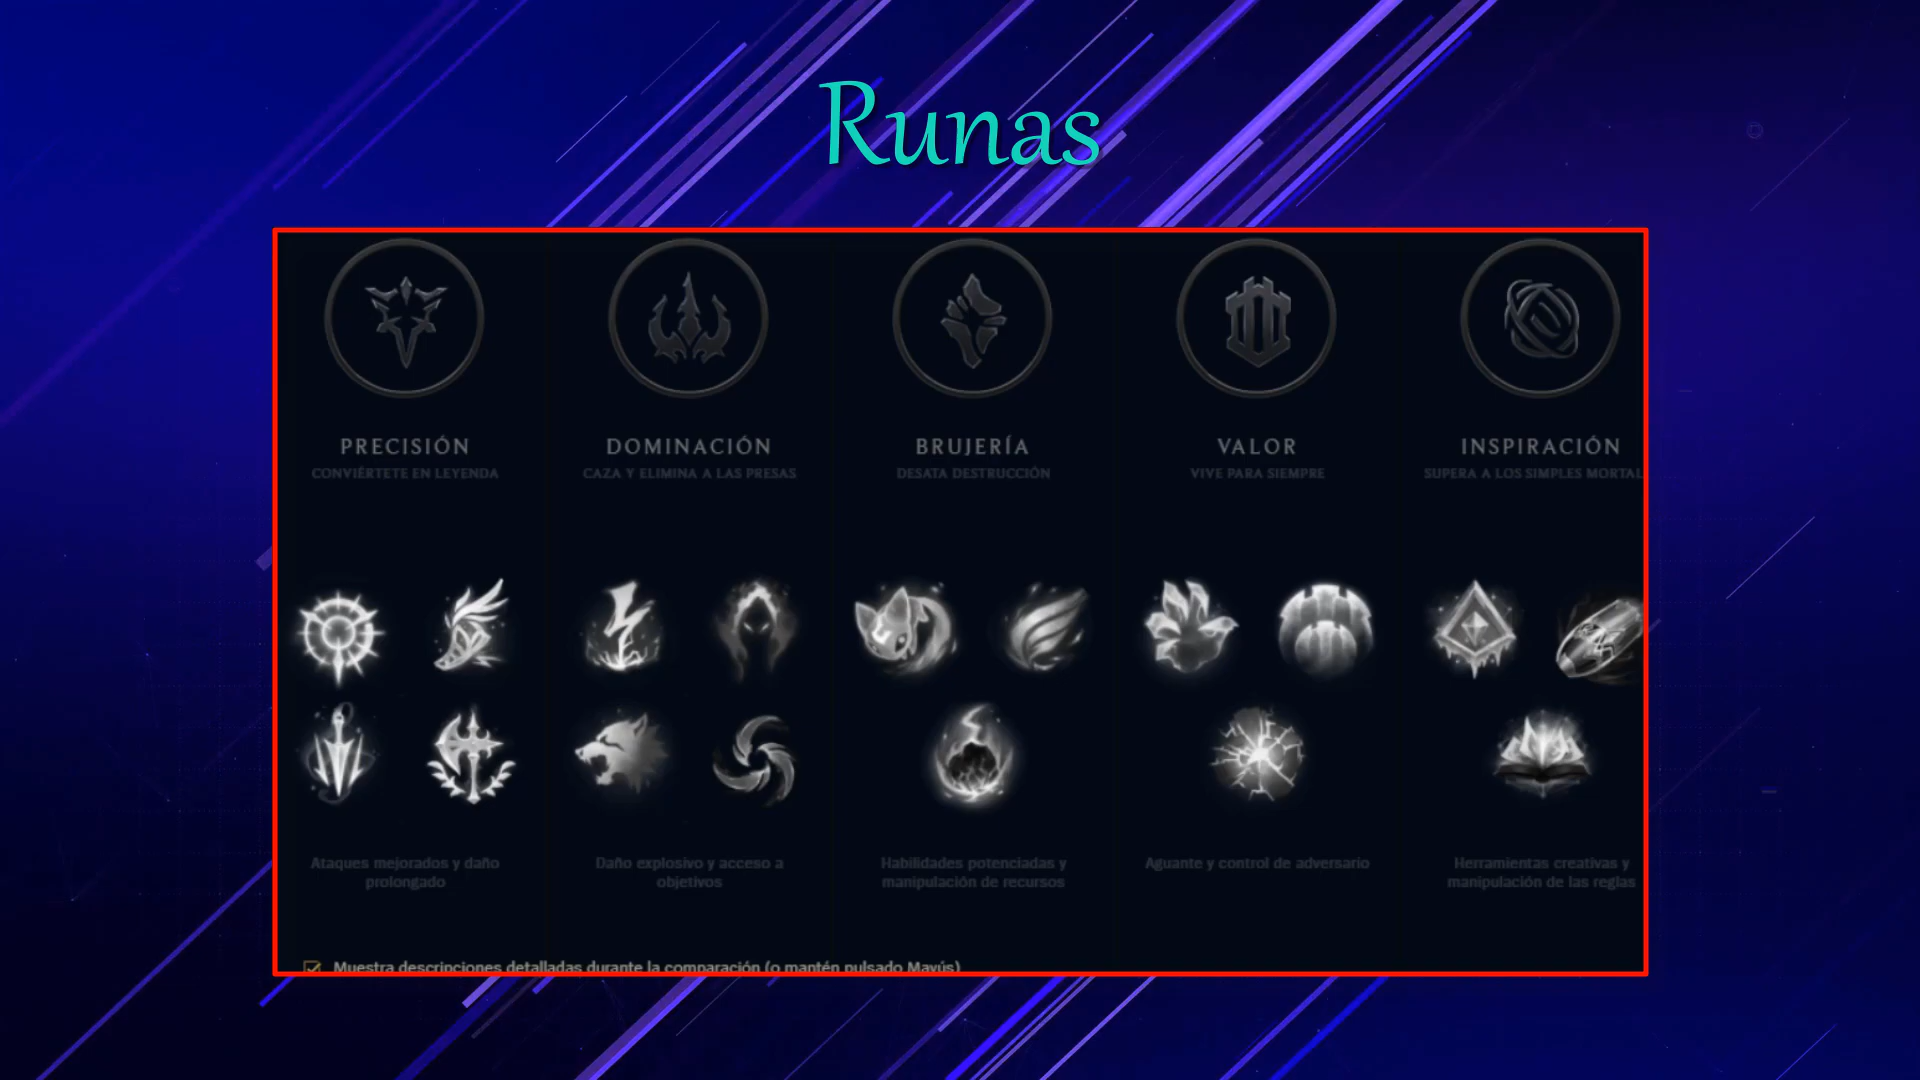 Runas
PRECISIÓN
CONVIÉRTETE EN LEYENDA
DOMINACIÓN
CAZA Y ELIMINA A LAS PRESAS
BRUJERÍA
DESATA DESTRUCCIÓN
VALOR
VIVE PARA SIEMPRE
INSPIRACIÓN
SUPERA A LOS SIMPLES MORTAL
Ataques mejorados y daño
prolongado
Daño explosivo y acceso a
objetivos
Habilidades potenciadas y
manipulación de recursos
Aguante y control de adversario
Herramientas creativas y
manipulación de las reglas
Muestra descripciones detalladas durante la comparación (o mantén pulsado Mayús)